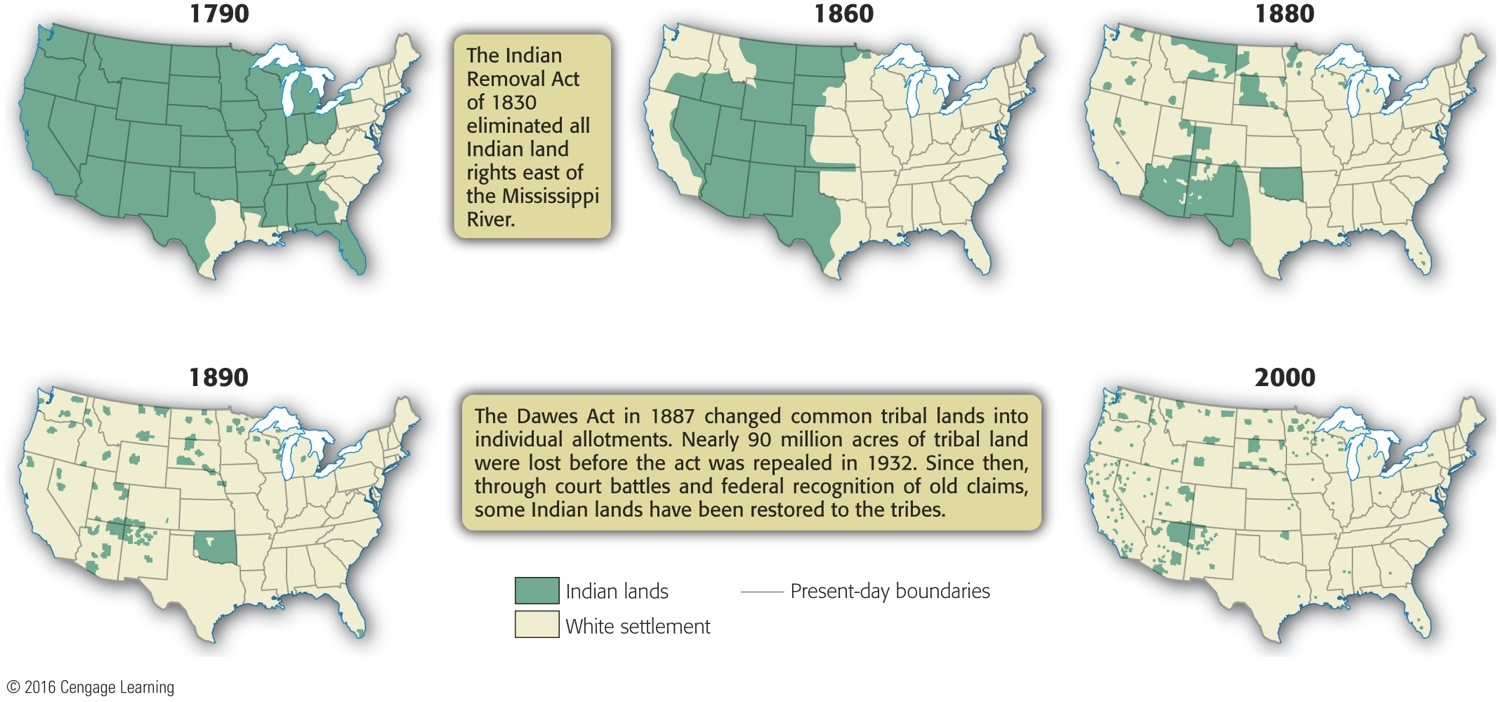 1790
The Indian
Removal Act
of 1830
eliminated all
Indian land
rights east of
the Mississippi
River.
1860
1880
1890
The Dawes Act in 1887 changed common tribal lands into
individual allotments. Nearly 90 million acres of tribal land
were lost before the act was repealed in 1932. Since then,
through court battles and federal recognition of old claims,
some Indian lands have been restored to the tribes.
2000
Indian lands
Present-day boundaries
White settlement
© 2016 Cengage Learning